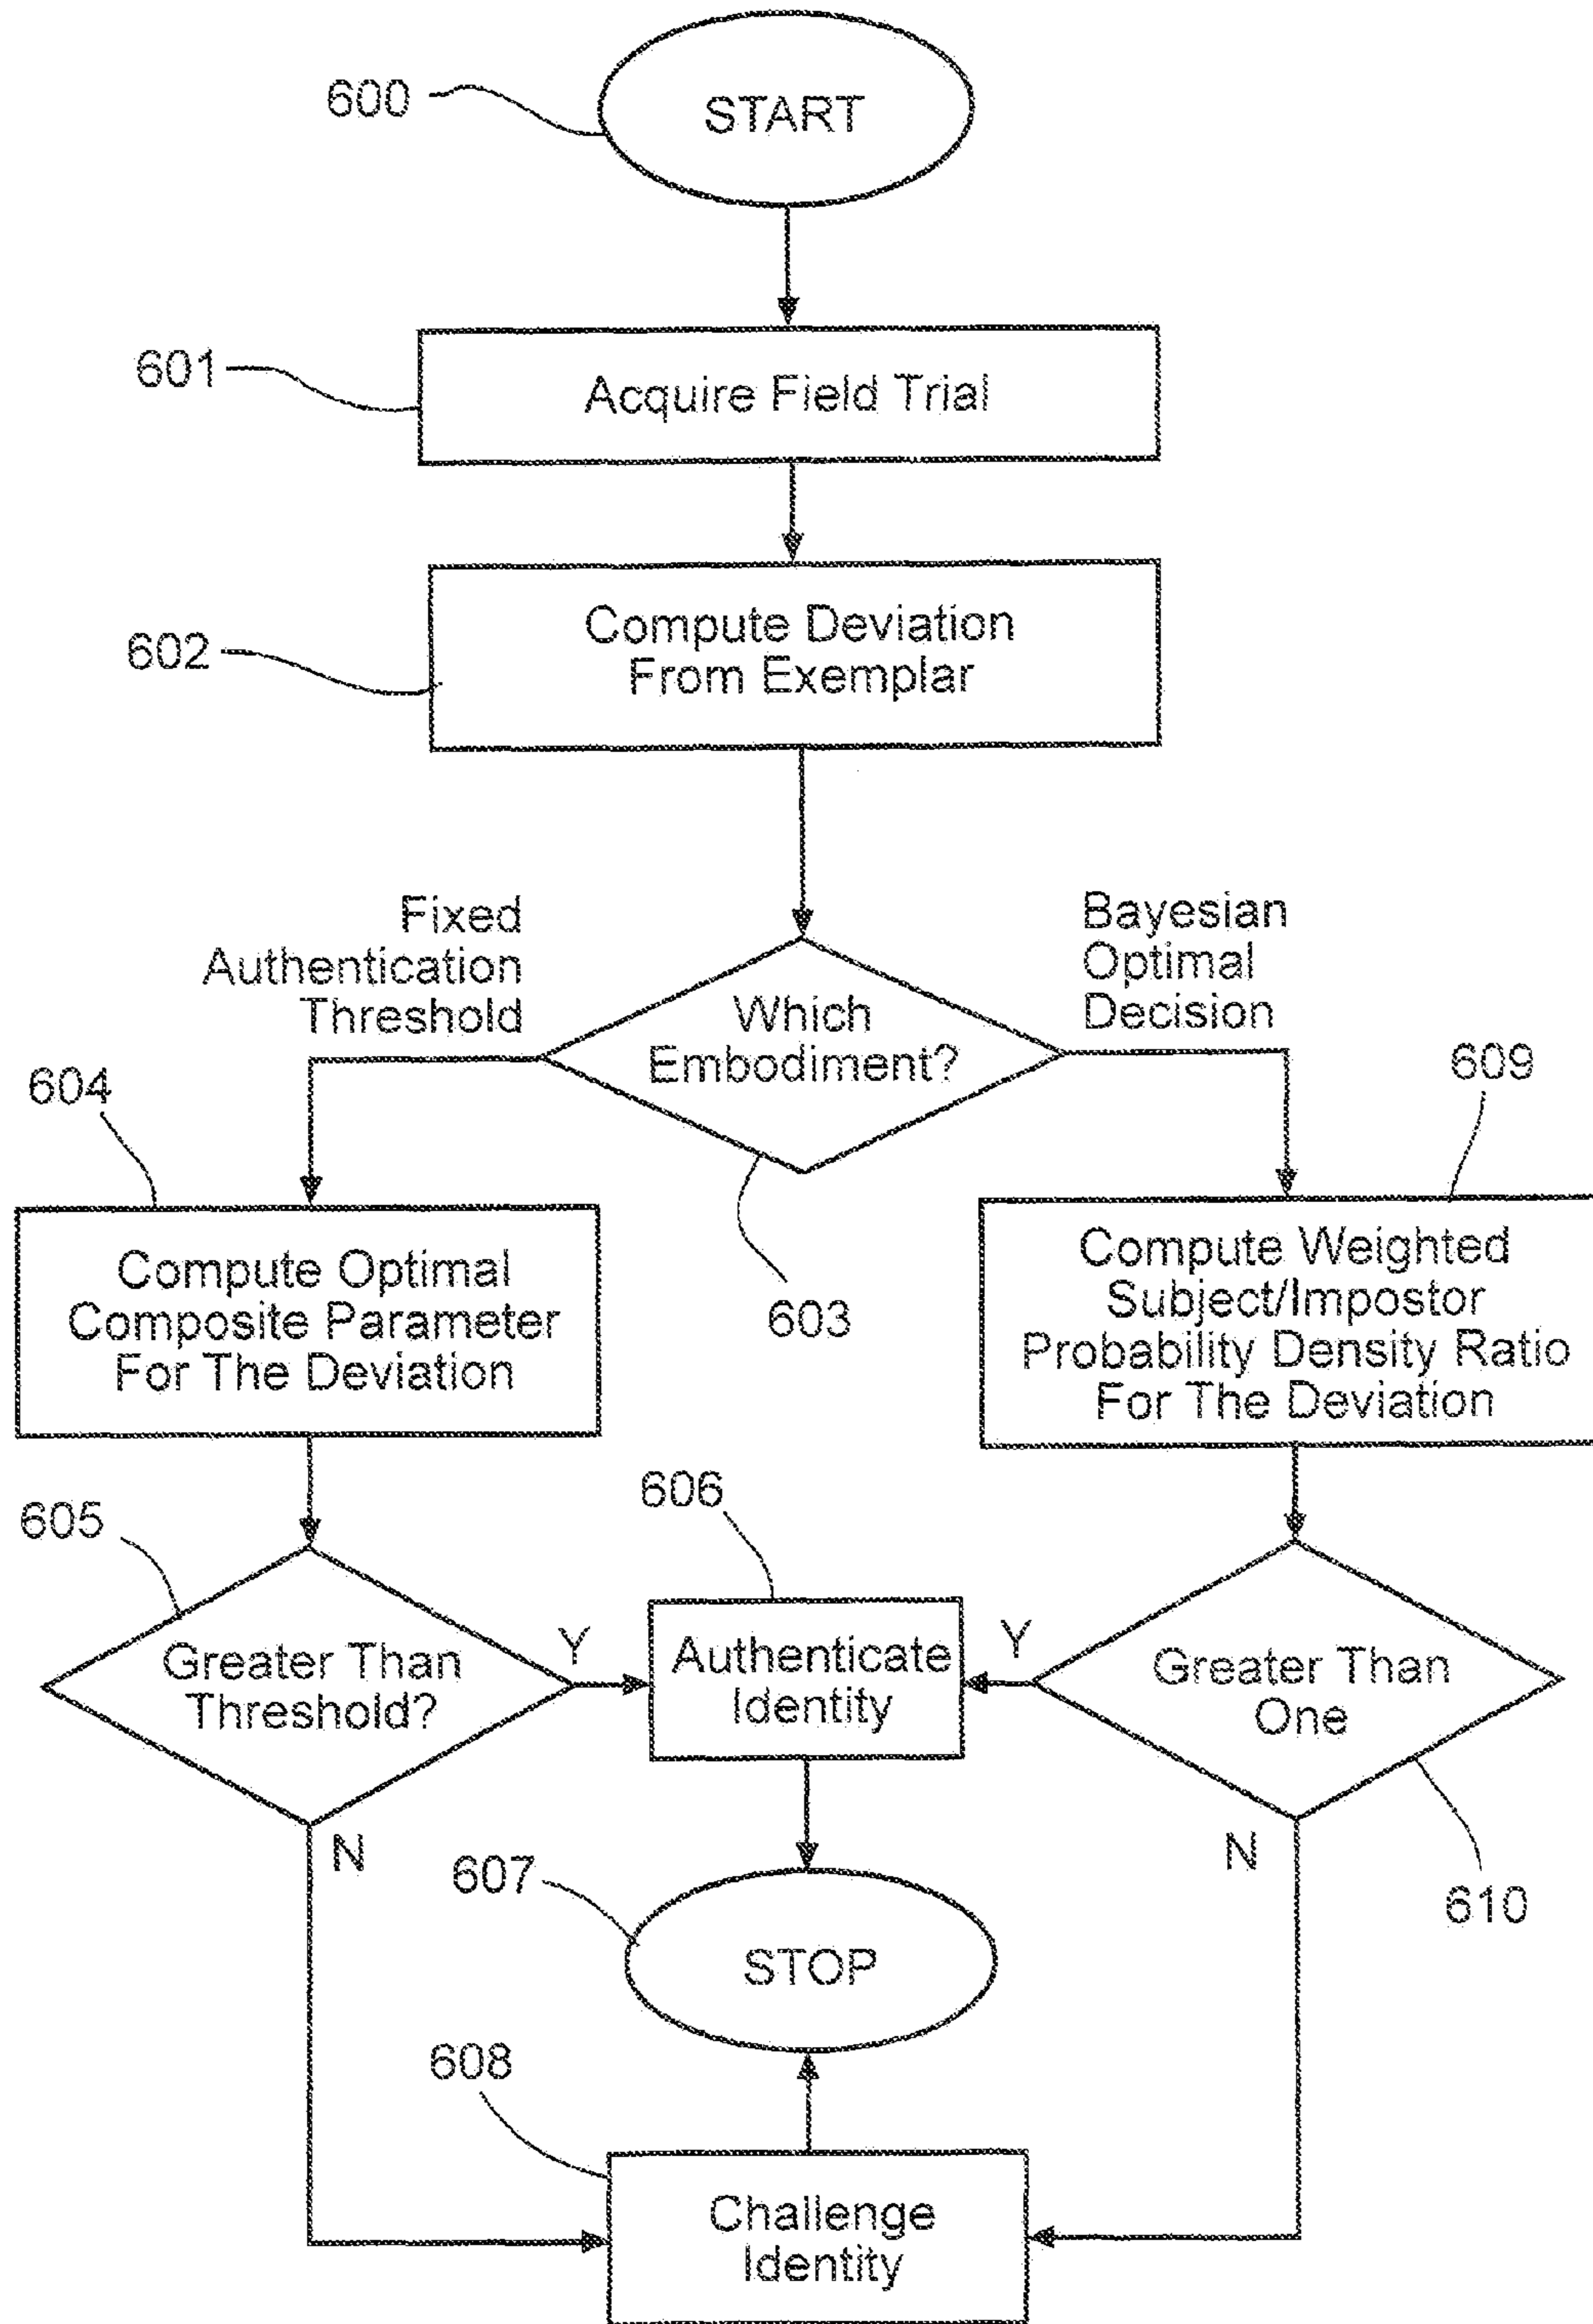 600
START
601
Acquire Field Trial
602
Compute Deviation
From Exemplar
Fixed
Authentication
Threshold
Bayesian
Optimal
Decision
Which
Embodiment?
603
604
Compute Optimal
Composite Parameter
For The Deviation
609
Compute Weighted
Subject/Impostor
Probability Density Ratio
For The Deviation
605
Greater Than
Threshold?
Y
N
606
Authenticate
Identity
Y
Greater Than
One
N
610
607
STOP
608
Challenge
Identity